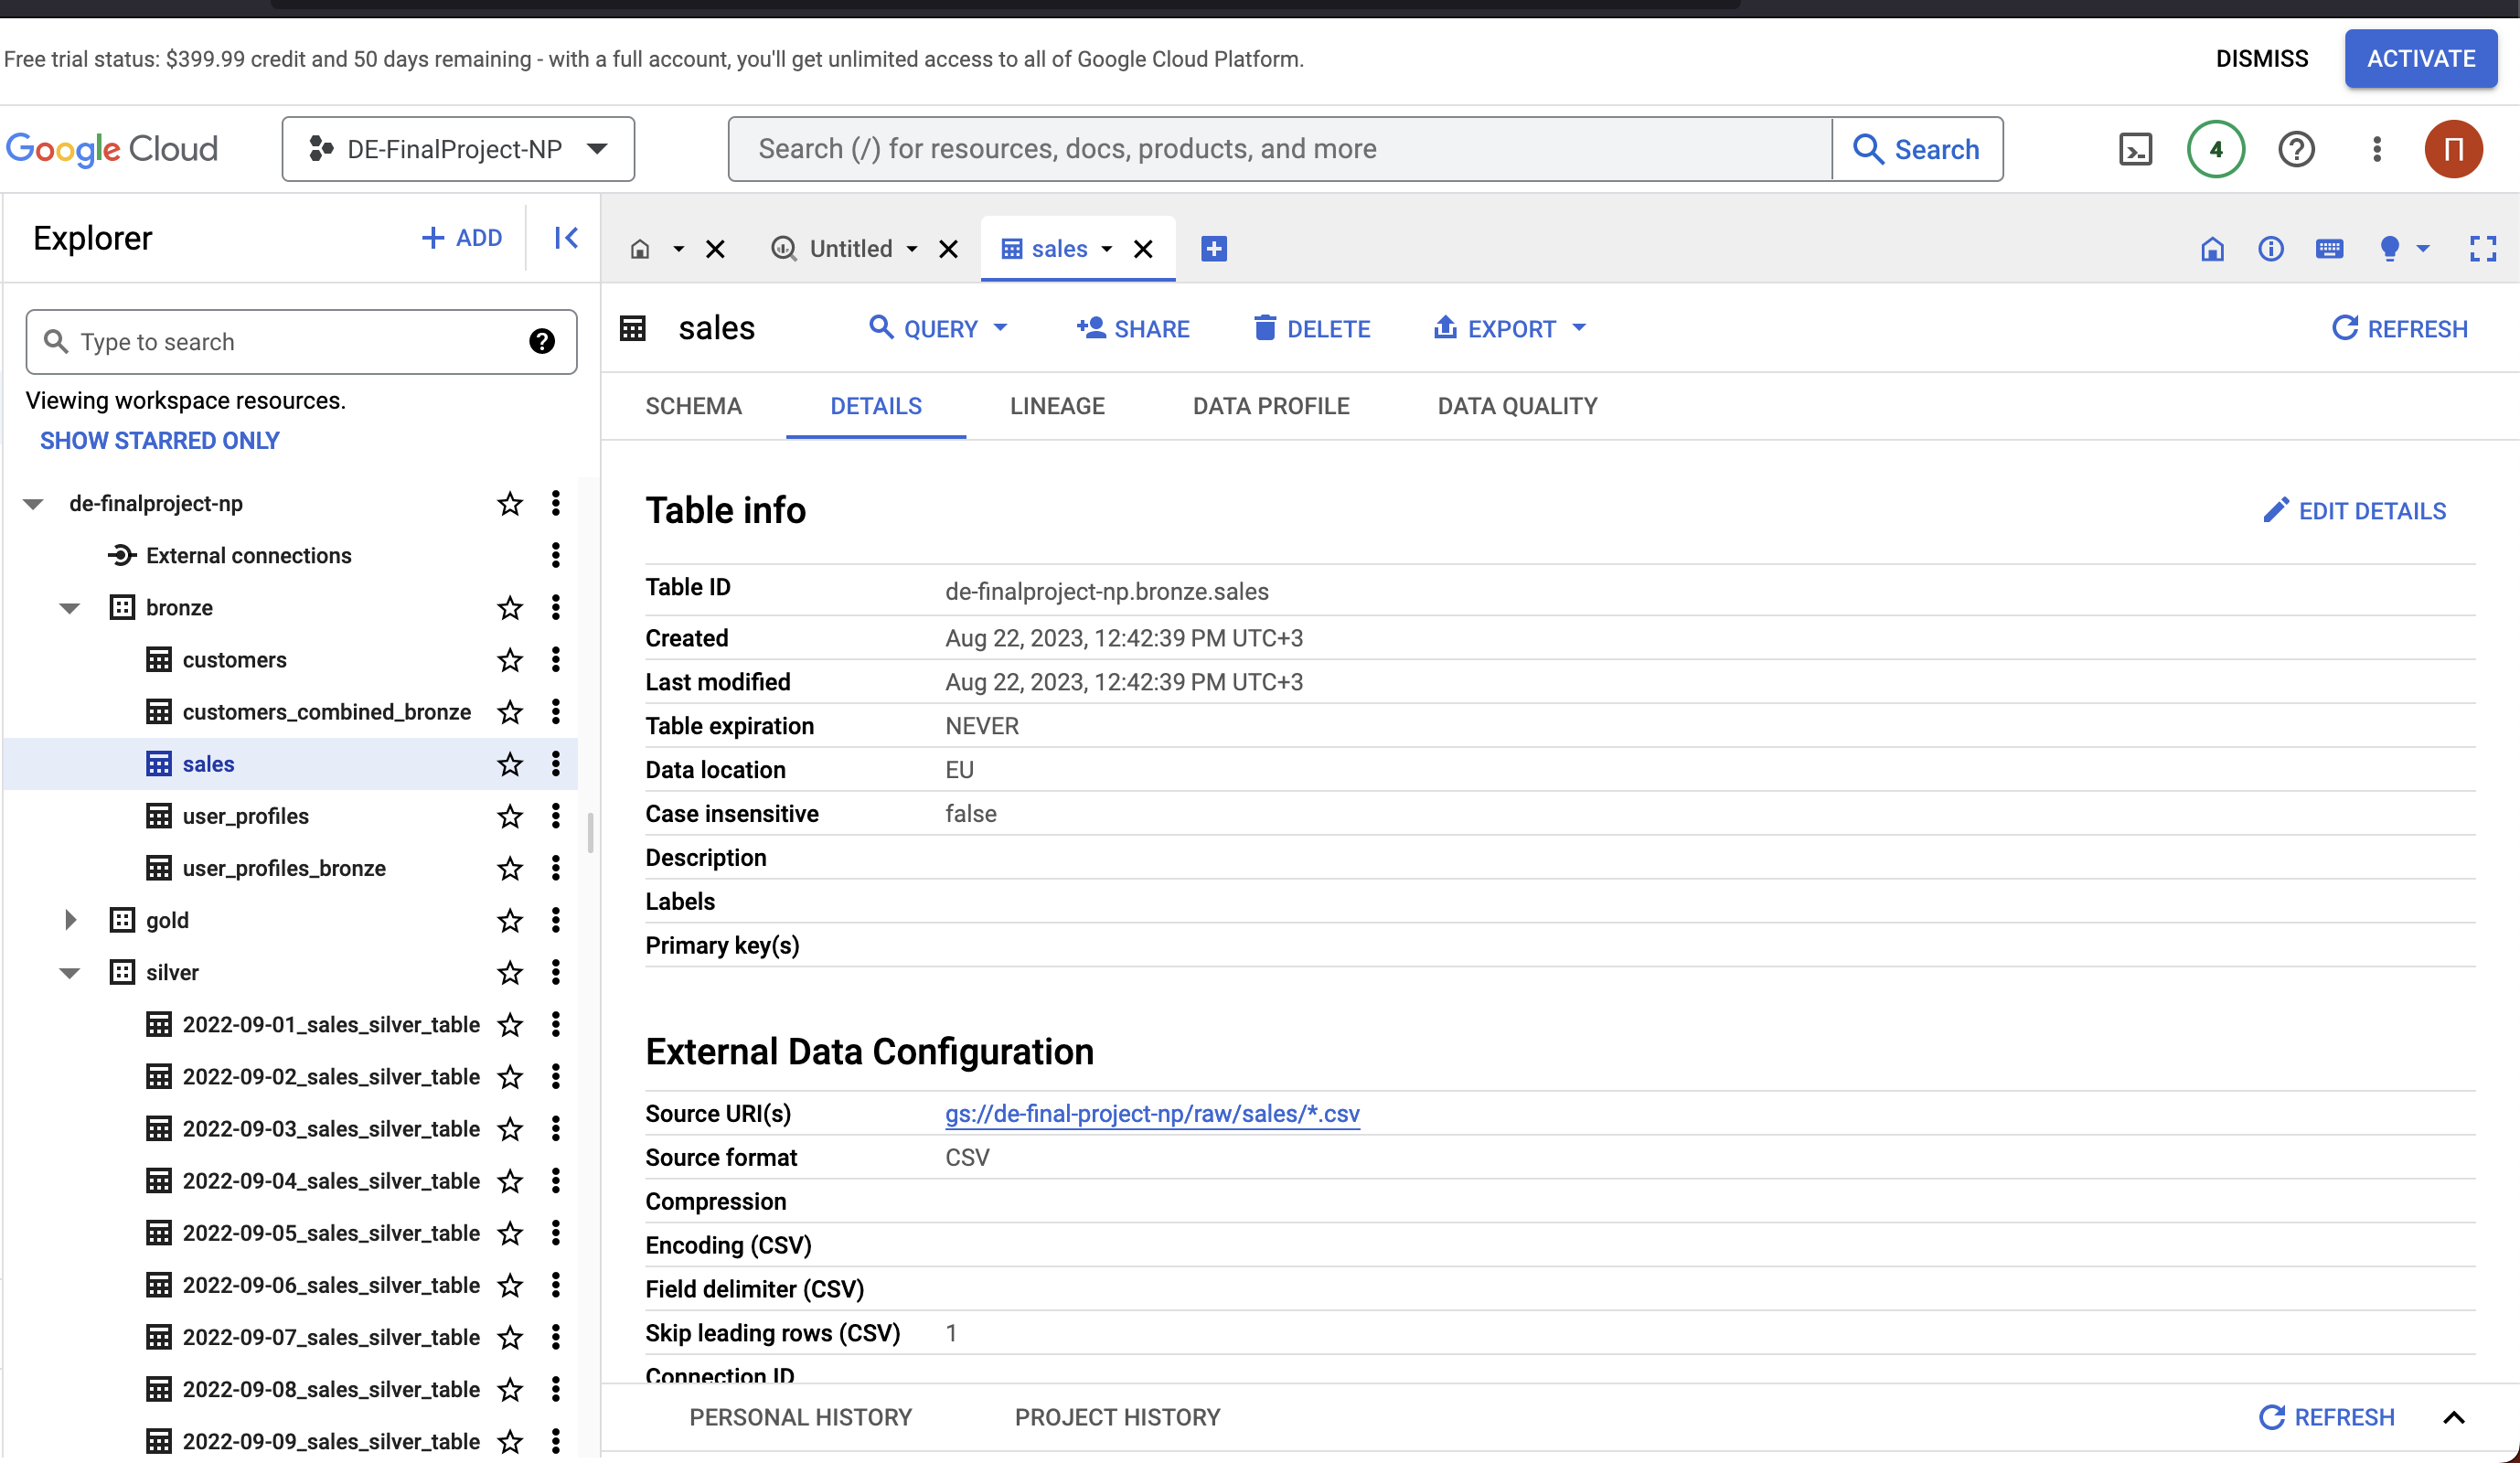 Free trial status: $399.99 credit and 50 days remaining - with a full account, you'll get unlimited access to all of Google Cloud Platform.
DISMISS
ACTIVATE
Google Cloud
DE-FinalProject-NP
Search (/) for resources, docs, products, and more
Search
4
П
Explorer
+ ADD
Untitled
sales
Type to search
Viewing workspace resources.
SHOW STARRED ONLY
de-finalproject-np
External connections
bronze
customers
customers_combined_bronze
sales
user_profiles
user_profiles_bronze
gold
silver
2022-09-01_sales_silver_table
2022-09-02_sales_silver_table
2022-09-03_sales_silver_table
2022-09-04_sales_silver_table
2022-09-05_sales_silver_table
2022-09-06_sales_silver_table
2022-09-07_sales_silver_table
2022-09-08_sales_silver_table
2022-09-09_sales_silver_table
sales
QUERY
SHARE
DELETE
EXPORT
REFRESH
SCHEMA
DETAILS
LINEAGE
DATA PROFILE
DATA QUALITY
Table info
EDIT DETAILS
Table ID de-finalproject-np.bronze.sales
Created Aug 22, 2023, 12:42:39 PM UTC+3
Last modified Aug 22, 2023, 12:42:39 PM UTC+3
Table expiration NEVER
Data location EU
Case insensitive false
Description
Labels
Primary key(s)
External Data Configuration
Source URI(s) gs://de-final-project-np/raw/sales/*.csv
Source format CSV
Compression
Encoding (CSV)
Field delimiter (CSV)
Skip leading rows (CSV) 1
Connection ID
PERSONAL HISTORY
PROJECT HISTORY
REFRESH